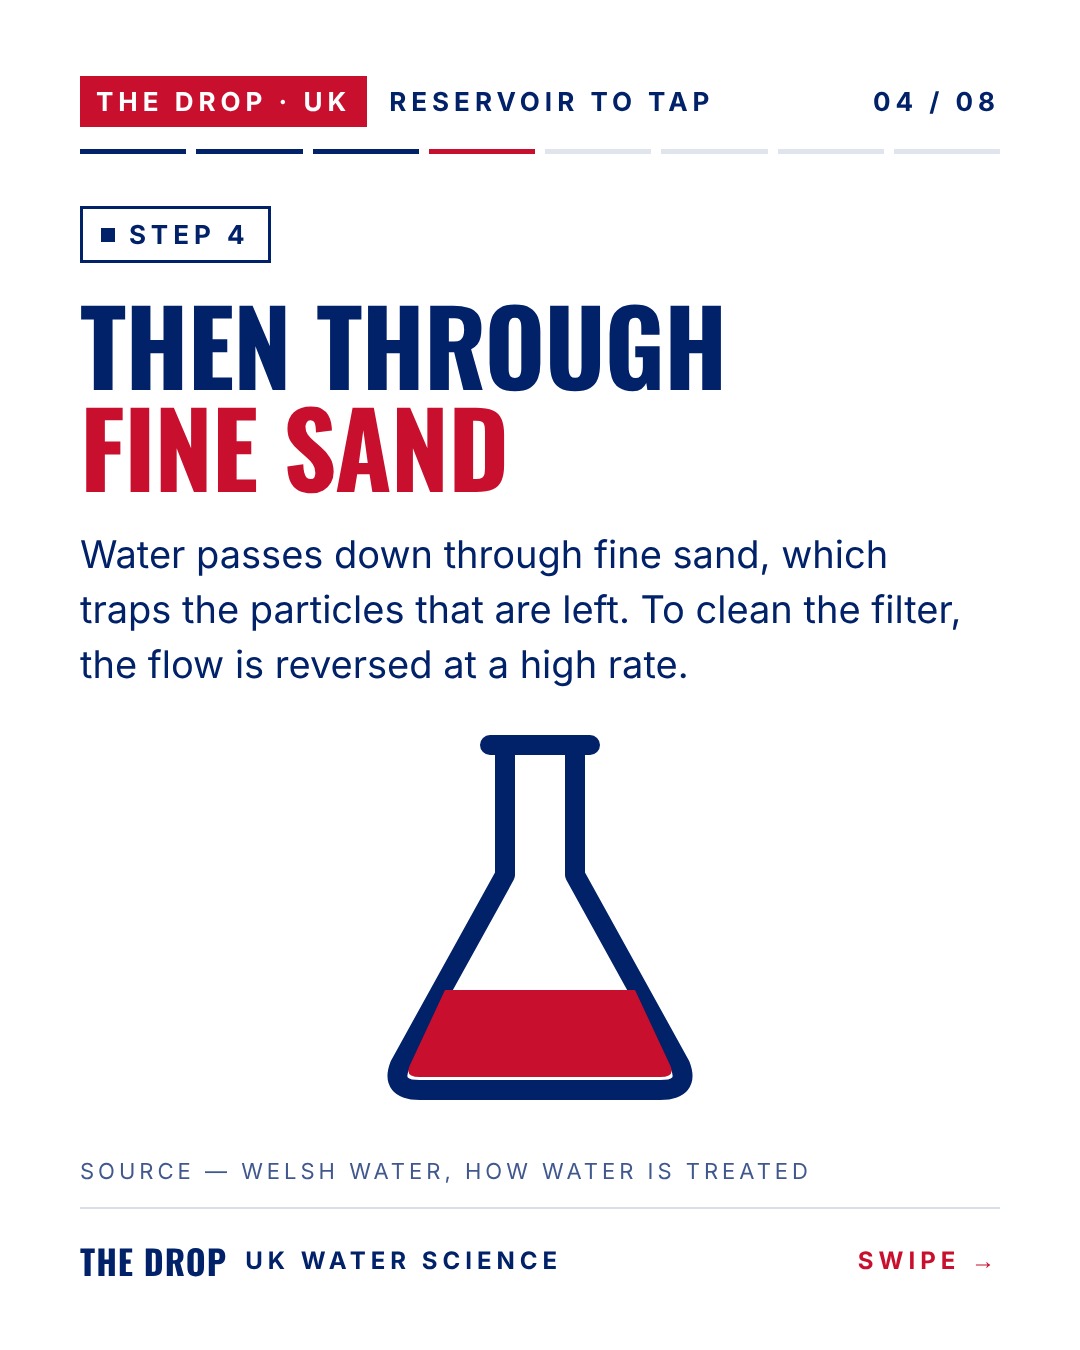 THE DROP · UK RESERVOIR TO TAP 04 / 08
STEP 4
THEN THROUGH
FINE SAND
Water passes down through fine sand, which
traps the particles that are left. To clean the filter,
the flow is reversed at a high rate.
SOURCE — WELSH WATER, HOW WATER IS TREATED
THE DROP UK WATER SCIENCE SWIPE →